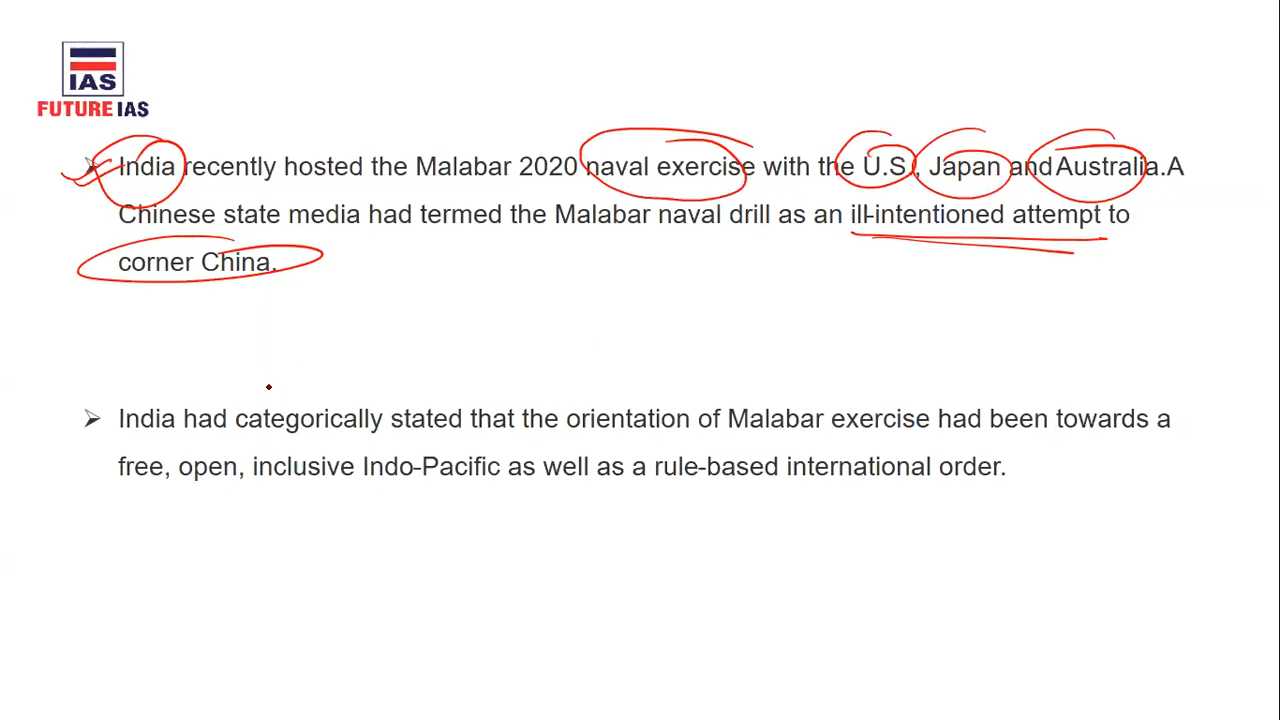 IAS
FUTURE IAS
India recently hosted the Malabar 2020 naval exercise with the U.S, Japan and Australia.A
Chinese state media had termed the Malabar naval drill as an ill-intentioned attempt to
corner China.
India had categorically stated that the orientation of Malabar exercise had been towards a
free, open, inclusive Indo-Pacific as well as a rule-based international order.